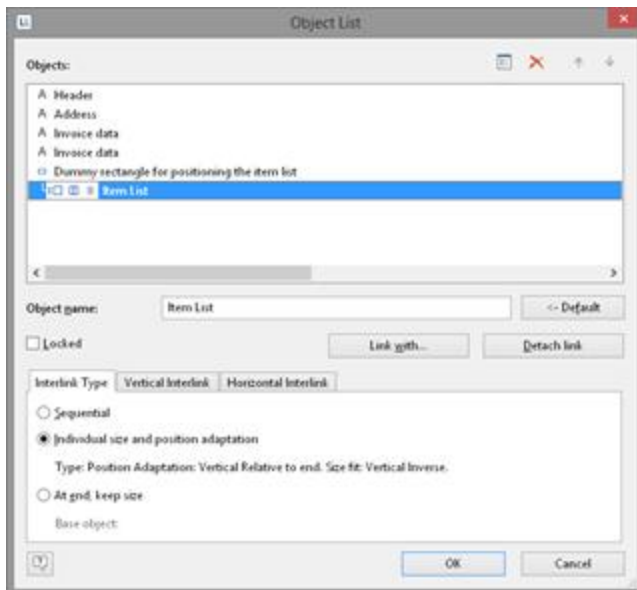 Object List
Objects:
Header
Address
Invoice data
Invoice data
Dummy rectangle for positioning the item list
Item List
Object name: Item List <- Default
Locked Link with... Detach link
Interlink Type Vertical Interlink Horizontal Interlink
Sequential
Individual size and position adaptation
Type: Position Adaptation: Vertical Relative to end. Size fit: Vertical Inverse.
At end, keep size
Base object:
OK Cancel